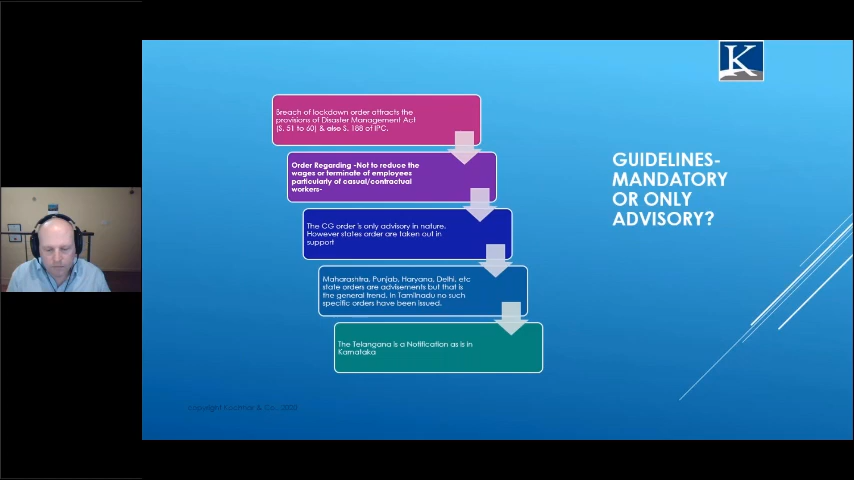 K
Breach of lockdown order attracts the
provisions of Disaster Management Act
(S. 51 to 60) & also S. 188 of IPC.
Order Regarding -Not to reduce the
wages or terminate of employees
particularly of casual/contractual
workers-
The CG order is only advisory in nature.
However states order are taken out in
support
Maharashtra, Punjab, Haryana, Delhi, etc
state orders are advisements but that is
the general trend. In Tamilnadu no such
specific orders have been issued.
The Telangana is a Notification as is in
Karnataka
GUIDELINES-
MANDATORY
OR ONLY
ADVISORY?
copyright & Co., 2020